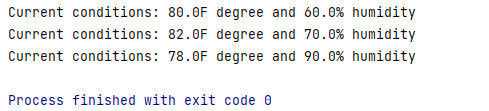 Current conditions: 80.0F degree and 60.0% humidity
Current conditions: 82.0F degree and 70.0% humidity
Current conditions: 78.0F degree and 90.0% humidity
Process finished with exit code 0